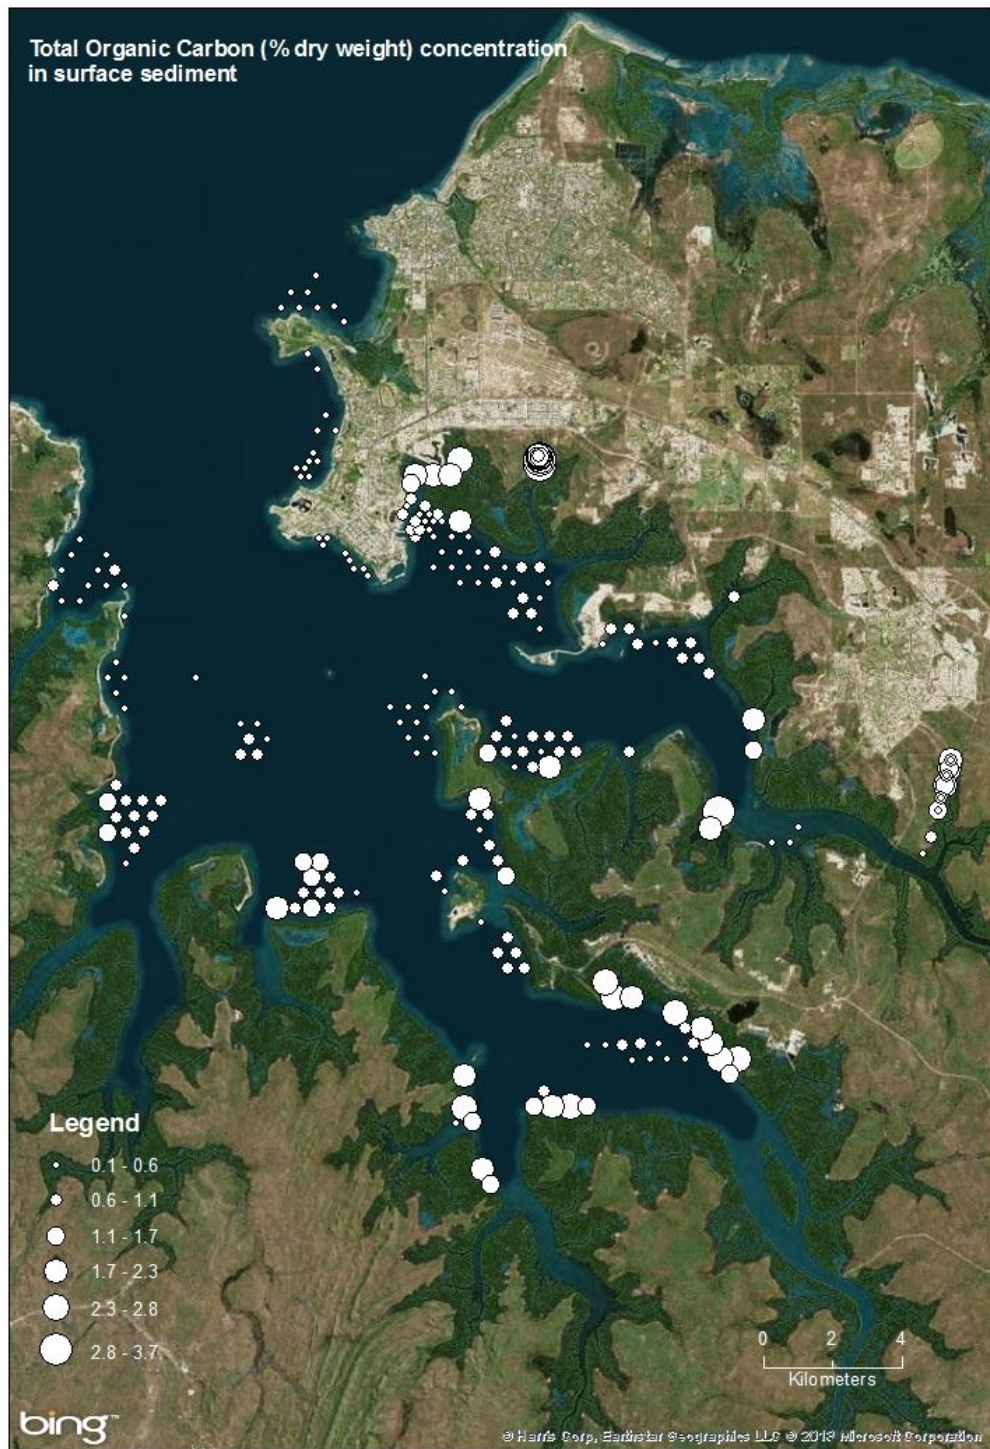 Total Organic Carbon (% dry weight) concentration
in surface sediment
Legend
0.1 - 0.6
0.6 - 1.1
1.1 - 1.7
1.7 - 2.3
2.3 - 2.8
2.8 - 3.7
0 2 4
Kilometers
bing™
© Harris Corp, Earthstar Geographics LLC © 2013 Microsoft Corporation